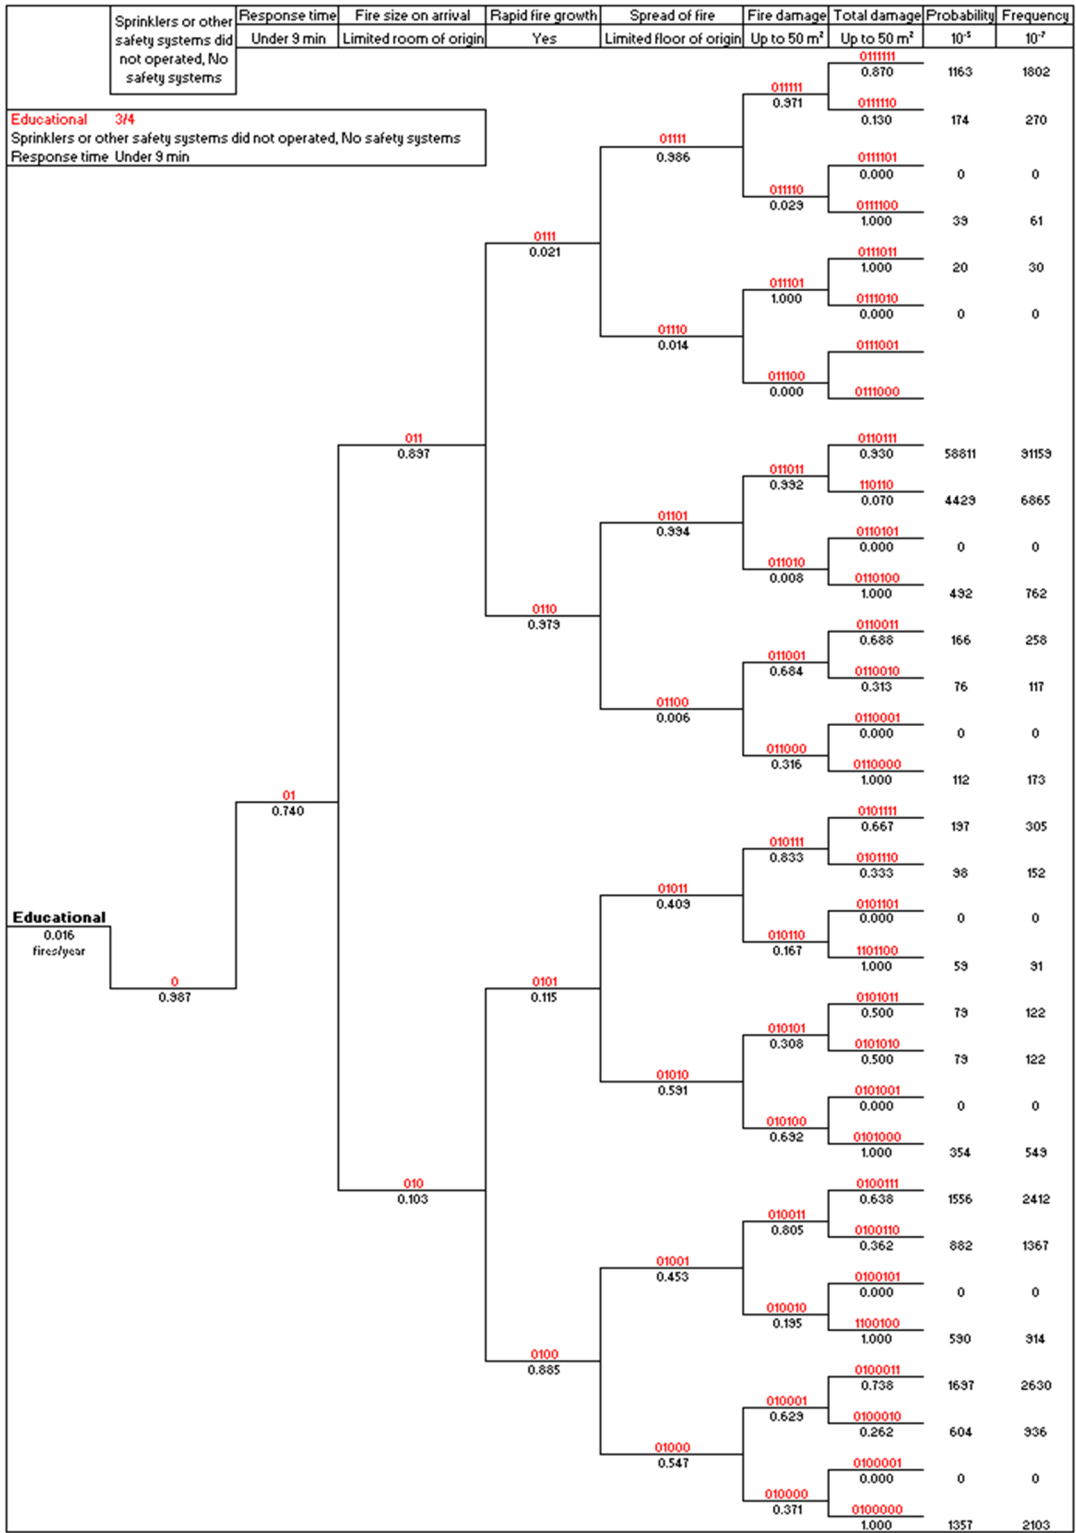 Sprinklers or other safety systems did not operated, No safety systems
Response time Fire size on arrival Rapid fire growth Spread of fire Fire damage Total damage Probability Frequency
Under 9 min Limited room of origin Yes Limited floor of origin Up to 50 m² Up to 50 m² 10⁻⁵ 10⁻⁷
Educational 3/4
Sprinklers or other safety systems did not operated, No safety systems
Response time Under 9 min
0111111
0.870 1163 1802
011111
0.971
0111110
0.130 174 270
01111
0.986
0111101
0.000 0 0
011110
0.029
0111100
1.000 39 61
0111
0.021
0111011
1.000 20 30
011101
1.000
0111010
0.000 0 0
01110
0.014
0111001
011100
0.000
0111000
011
0.897
0110111
0.930 58811 91159
011011
0.992
110110
0.070 4429 6865
01101
0.994
0110101
0.000 0 0
011010
0.008
0110100
1.000 492 762
0110
0.979
0110011
0.688 166 258
011001
0.684
0110010
0.313 76 117
01100
0.006
0110001
0.000 0 0
011000
0.316
0110000
1.000 112 173
01
0.740
0101111
0.667 197 305
010111
0.833
0101110
0.333 98 152
01011
0.409
0101101
0.000 0 0
010110
0.167
1101100
1.000 59 91
Educational
0.016
fires/year
0
0.987
0101
0.115
0101011
0.500 79 122
010101
0.308
0101010
0.500 79 122
01010
0.591
0101001
0.000 0 0
010100
0.692
0101000
1.000 354 549
010
0.103
0100111
0.638 1556 2412
010011
0.805
0100110
0.362 882 1367
01001
0.453
0100101
0.000 0 0
010010
0.195
1100100
1.000 590 914
0100
0.885
0100011
0.738 1697 2630
010001
0.629
0100010
0.262 604 936
01000
0.547
0100001
0.000 0 0
010000
0.371
0100000
1.000 1357 2103